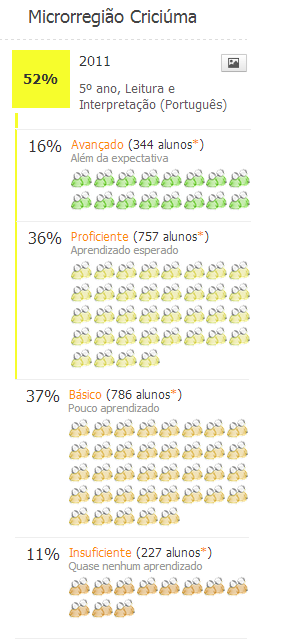 Microrregião Criciúma
52%
2011
5º ano, Leitura e
Interpretação (Português)
16%
Avançado (344 alunos*)
Além da expectativa
36%
Proficiente (757 alunos*)
Aprendizado esperado
37%
Básico (786 alunos*)
Pouco aprendizado
11%
Insuficiente (227 alunos*)
Quase nenhum aprendizado